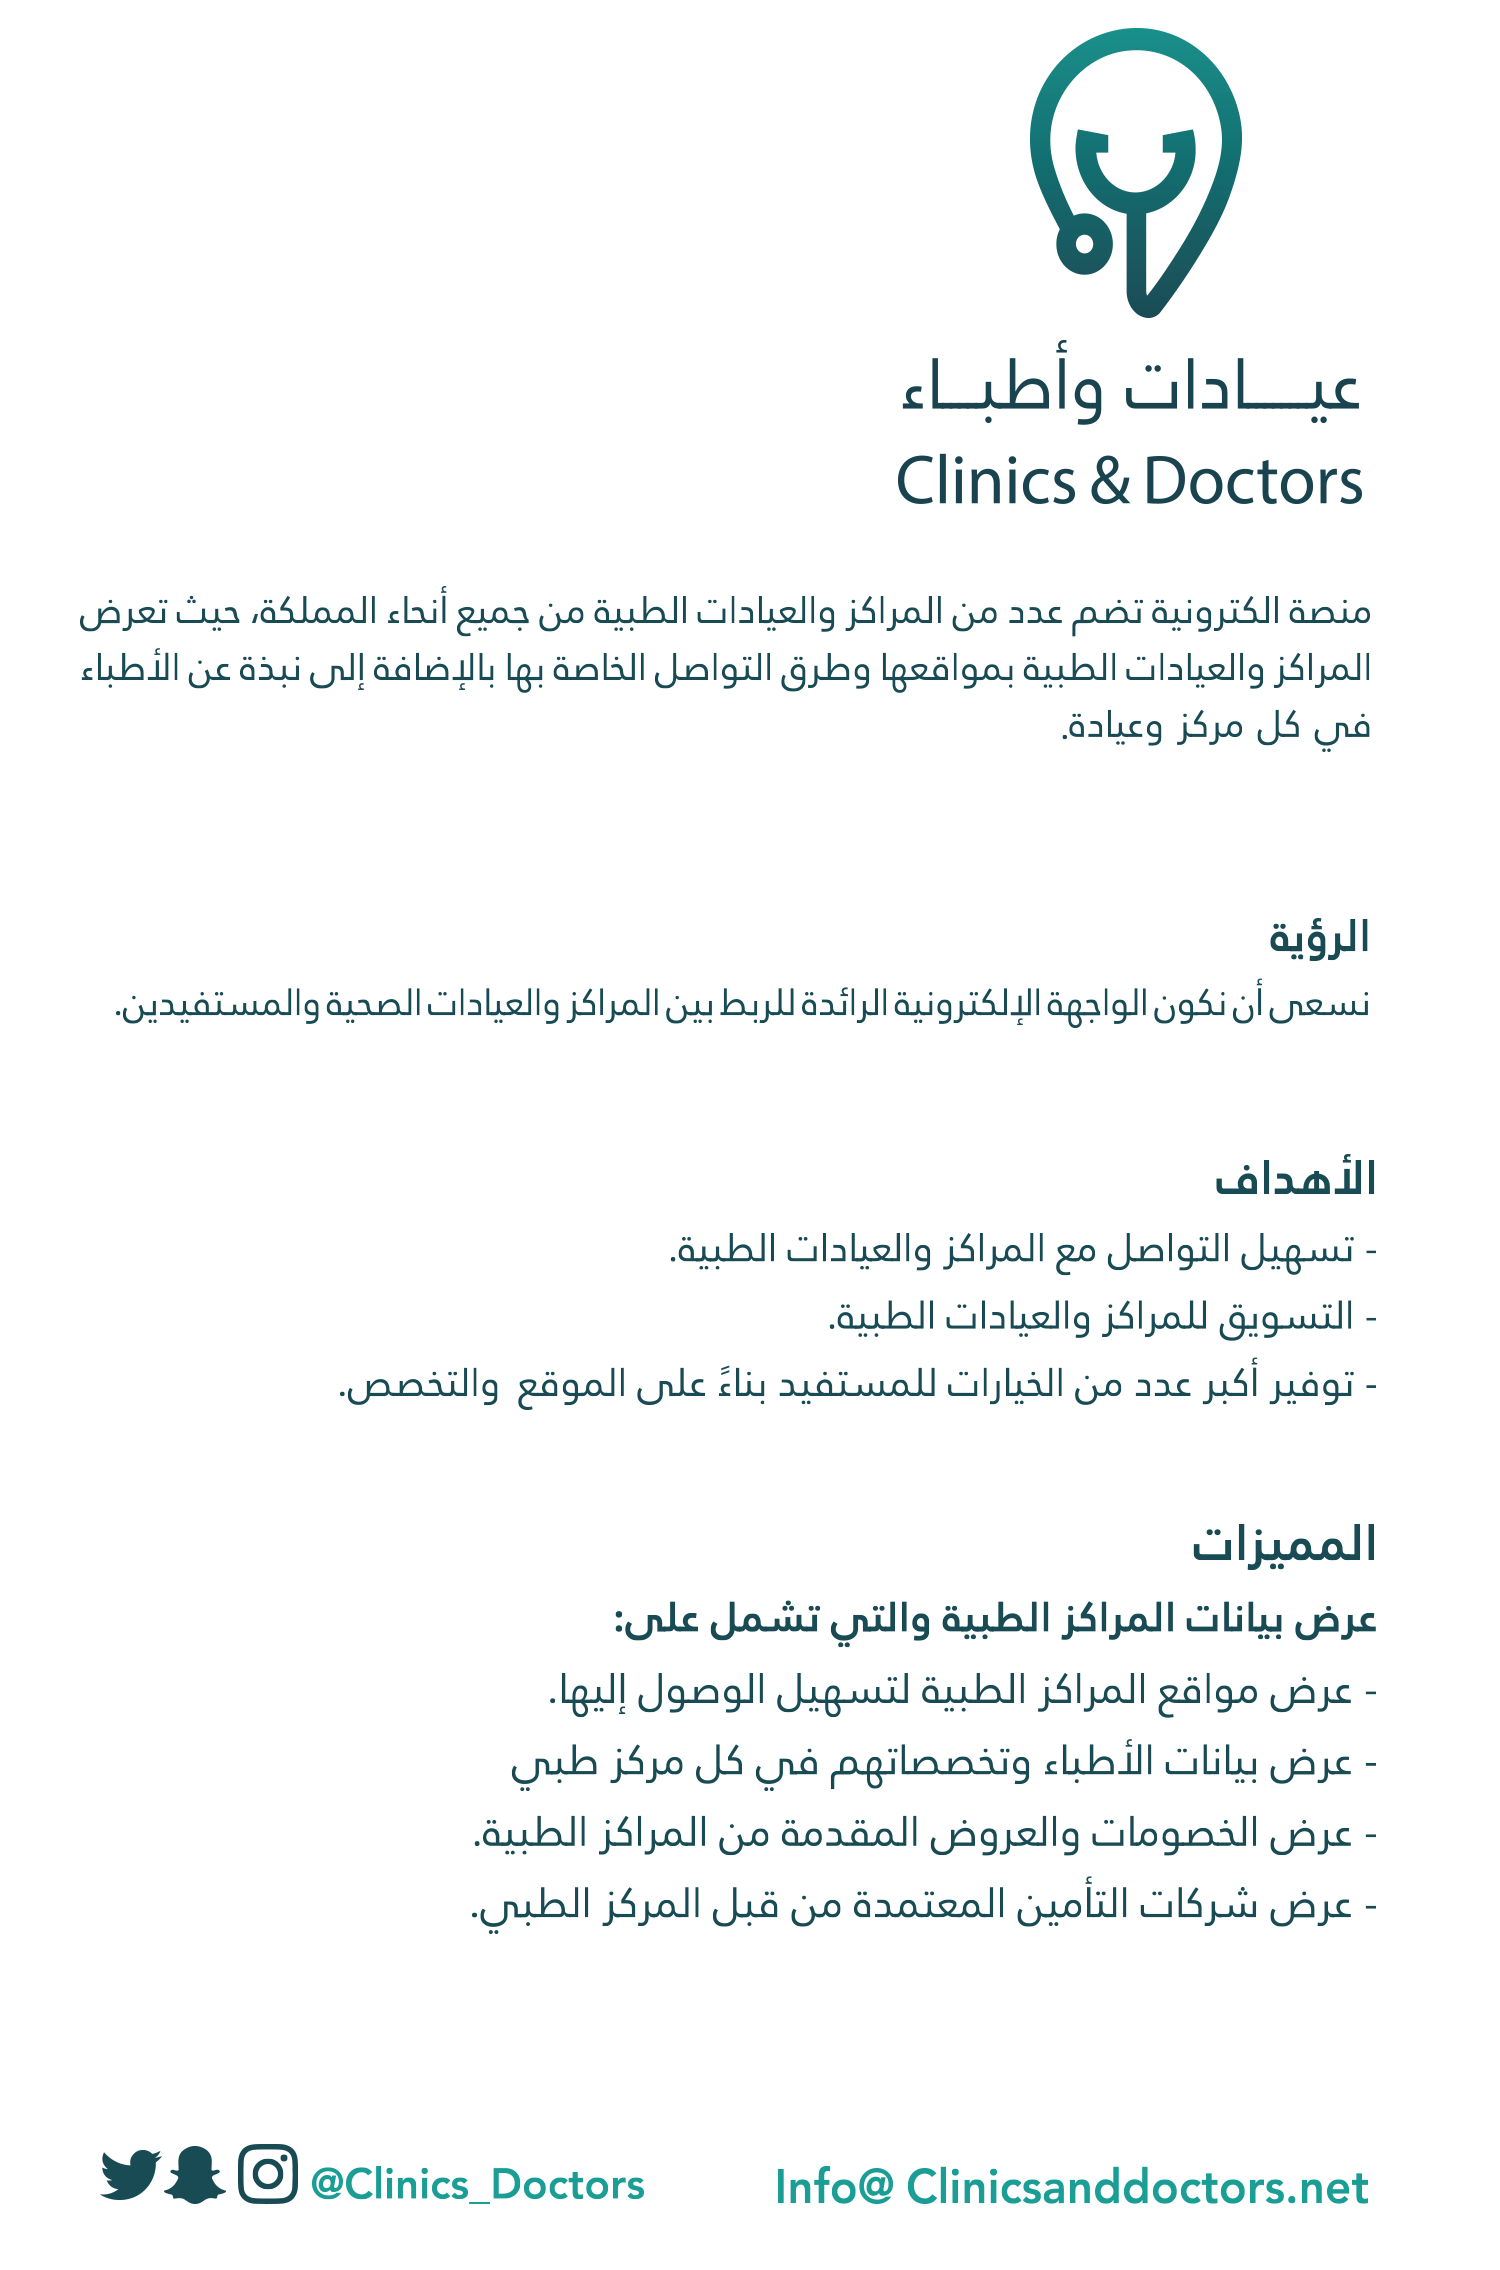 عيـــــادات وأطبـــاء
Clinics & Doctors
منصة الكترونية تضم عدد من المراكز والعيادات الطبية من جميع أنحاء المملكة، حيث تعرض
المراكز والعيادات الطبية بمواقعها وطرق التواصل الخاصة بها بالإضافة إلى نبذة عن الأطباء
في كل مركز وعيادة.
الرؤية
نسعى أن نكون الواجهة الإلكترونية الرائدة للربط بين المراكز والعيادات الصحية والمستفيدين.
الأهداف
- تسهيل التواصل مع المراكز والعيادات الطبية.
- التسويق للمراكز والعيادات الطبية.
- توفير أكبر عدد من الخيارات للمستفيد بناءً على الموقع والتخصص.
المميزات
عرض بيانات المراكز الطبية والتي تشمل على:
- عرض مواقع المراكز الطبية لتسهيل الوصول إليها.
- عرض بيانات الأطباء وتخصصاتهم في كل مركز طبي
- عرض الخصومات والعروض المقدمة من المراكز الطبية.
- عرض شركات التأمين المعتمدة من قبل المركز الطبي.
@Clinics_Doctors
Info@ Clinicsanddoctors.net